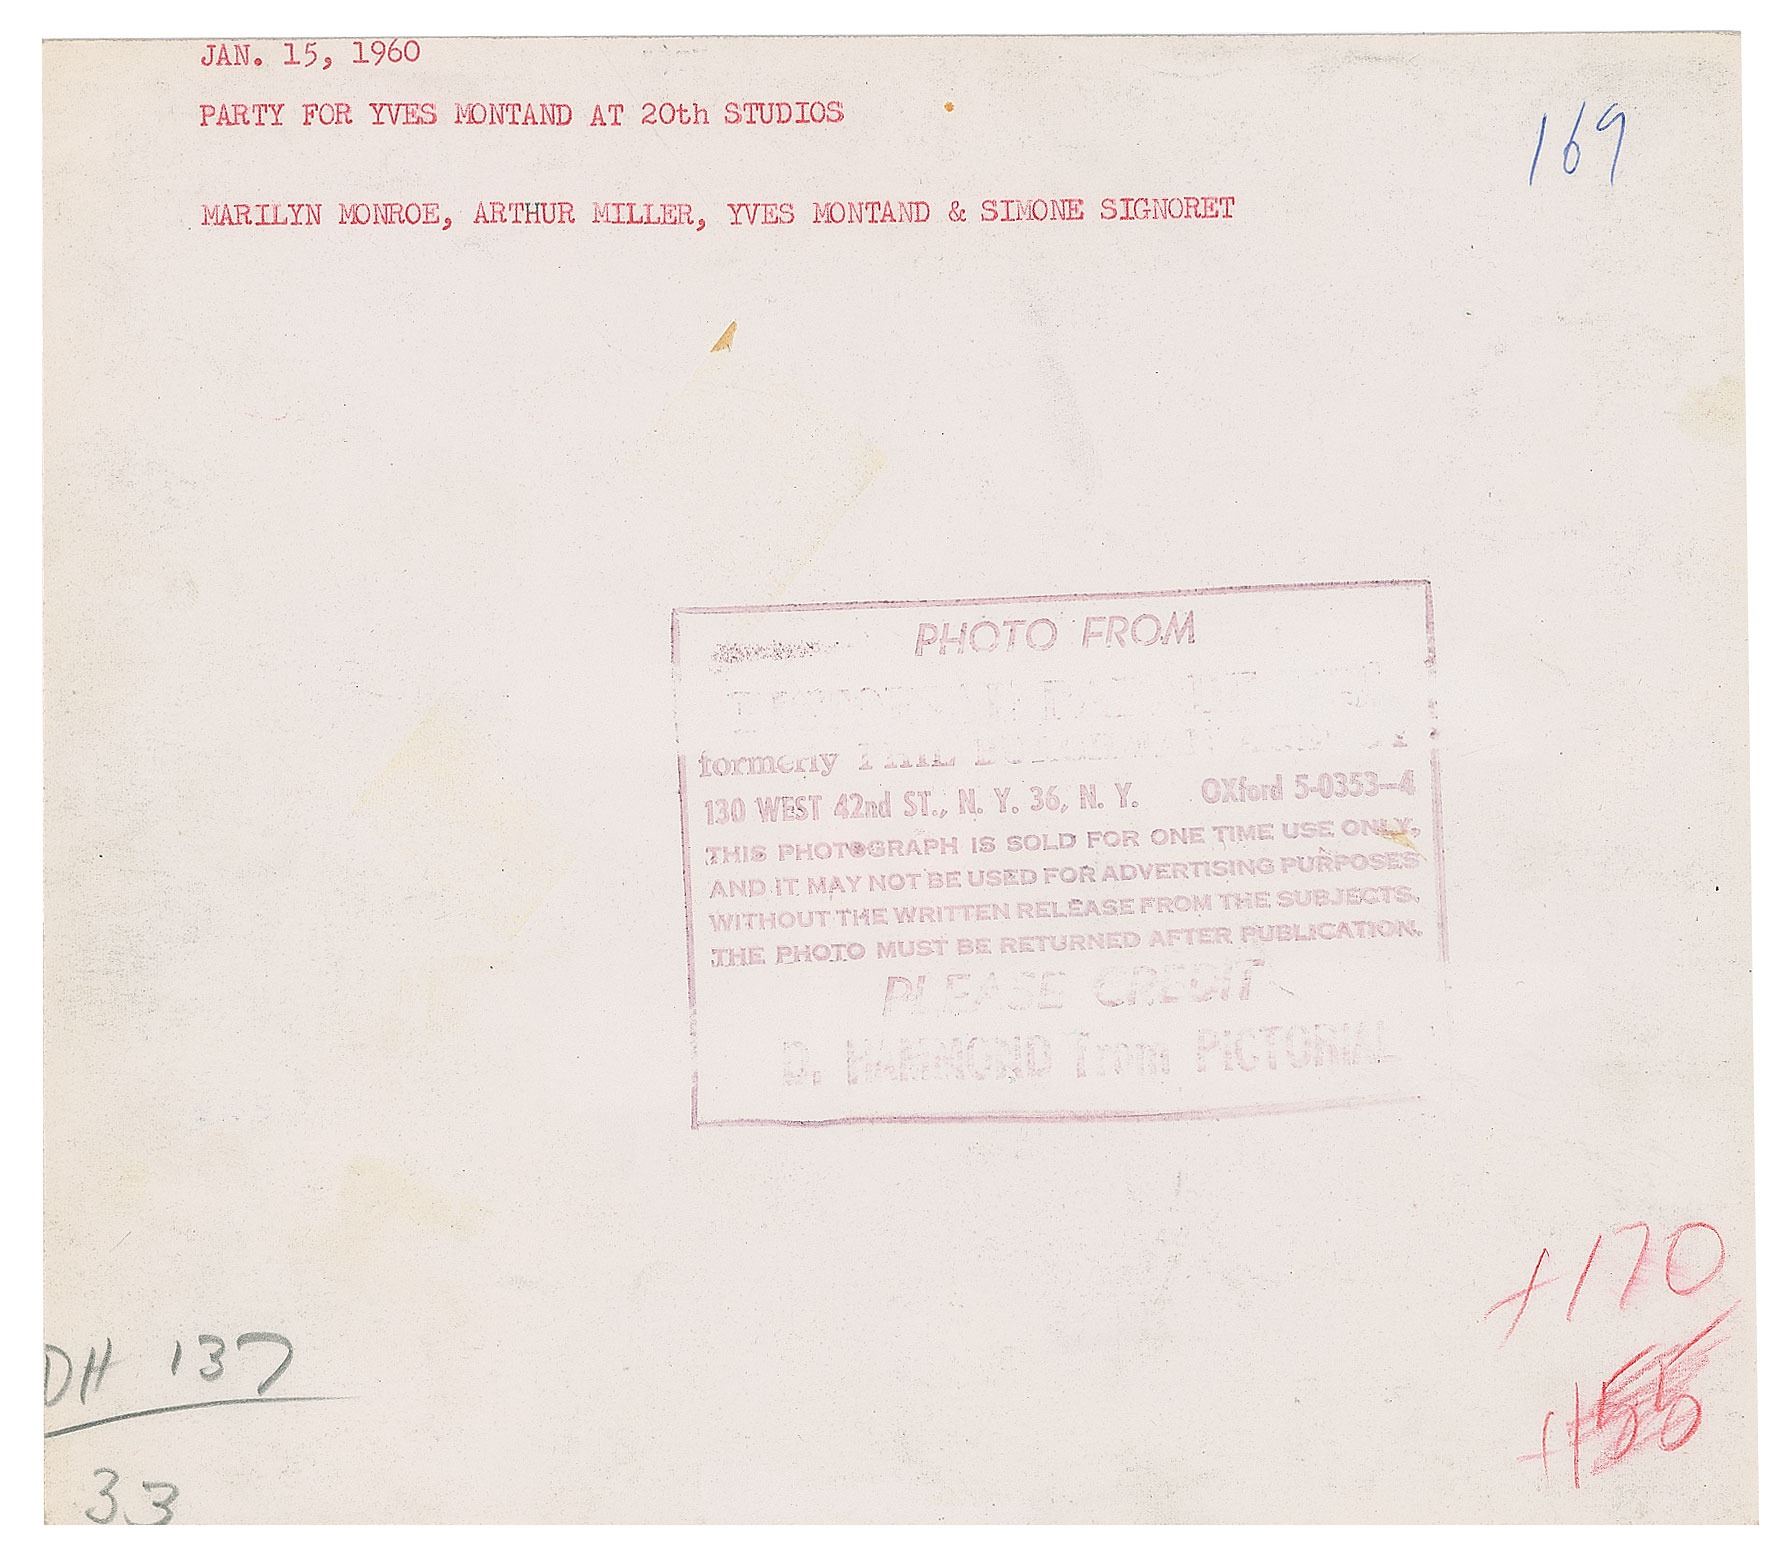 JAN. 15, 1960
PARTY FOR YVES MONTAND AT 20th STUDIOS
169
MARILYN MONROE, ARTHUR MILLER, YVES MONTAND & SIMONE SIGNORET
PHOTO FROM
formerly PHIL
130 WEST 42nd ST., N. Y. 36, N. Y. OXford 5-0353-4
THIS PHOTOGRAPH IS SOLD FOR ONE TIME USE ONLY,
AND IT MAY NOT BE USED FOR ADVERTISING PURPOSES
WITHOUT THE WRITTEN RELEASE FROM THE SUBJECTS.
THE PHOTO MUST BE RETURNED AFTER PUBLICATION.
PLEASE CREDIT
D. HAMMOND from PICTORIAL
+170
DH 137
33